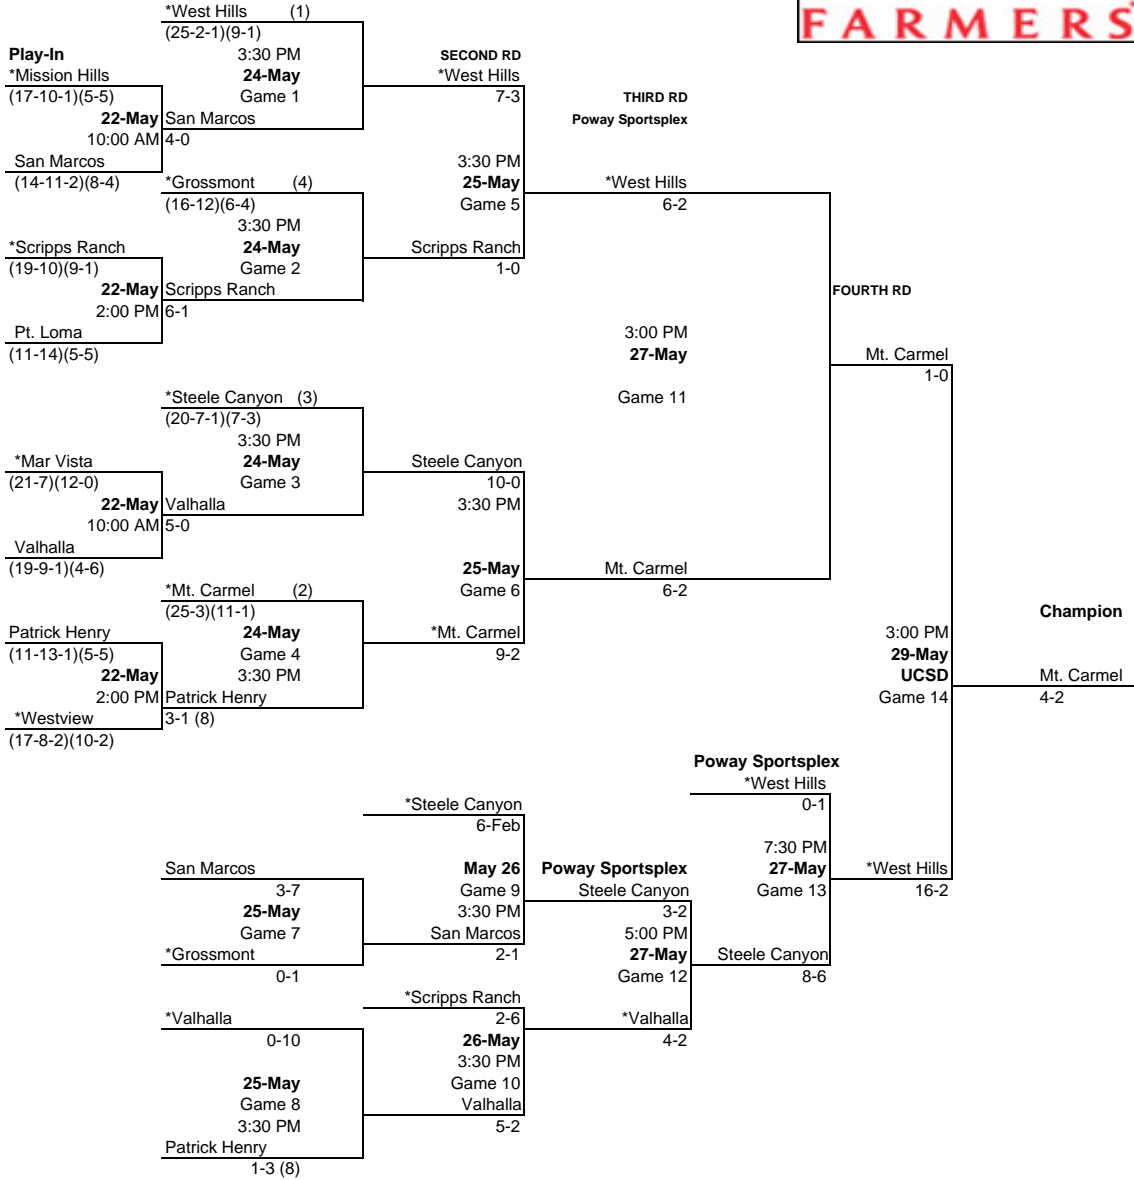 *West Hills (1)
FARMERS
(25-2-1)(9-1)
Play-In
3:30 PM
SECOND RD
*Mission Hills
24-May
*West Hills
(17-10-1)(5-5)
Game 1
7-3
THIRD RD
22-May
San Marcos
Poway Sportsplex
10:00 AM
4-0
San Marcos
3:30 PM
(14-11-2)(8-4)
*Grossmont (4)
25-May
*West Hills
(16-12)(6-4)
Game 5
6-2
3:30 PM
*Scripps Ranch
24-May
Scripps Ranch
(19-10)(9-1)
Game 2
1-0
22-May
Scripps Ranch
FOURTH RD
2:00 PM
6-1
Pt. Loma
3:00 PM
(11-14)(5-5)
27-May
Mt. Carmel
1-0
*Steele Canyon (3)
Game 11
(20-7-1)(7-3)
3:30 PM
*Mar Vista
24-May
Steele Canyon
(21-7)(12-0)
Game 3
10-0
22-May
Valhalla
3:30 PM
10:00 AM
5-0
Valhalla
(19-9-1)(4-6)
25-May
Mt. Carmel
*Mt. Carmel (2)
Game 6
6-2
(25-3)(11-1)
Champion
Patrick Henry
24-May
*Mt. Carmel
3:00 PM
(11-13-1)(5-5)
Game 4
9-2
29-May
22-May
3:30 PM
UCSD
Mt. Carmel
2:00 PM
Patrick Henry
Game 14
4-2
*Westview
3-1 (8)
(17-8-2)(10-2)
Poway Sportsplex
*West Hills
*Steele Canyon
0-1
6-Feb
7:30 PM
San Marcos
May 26
Poway Sportsplex
27-May
*West Hills
3-7
Game 9
Steele Canyon
Game 13
16-2
25-May
3:30 PM
3-2
Game 7
San Marcos
5:00 PM
*Grossmont
2-1
27-May
Steele Canyon
0-1
Game 12
8-6
*Scripps Ranch
*Valhalla
2-6
*Valhalla
0-10
26-May
4-2
3:30 PM
25-May
Game 10
Game 8
Valhalla
3:30 PM
5-2
Patrick Henry
1-3 (8)